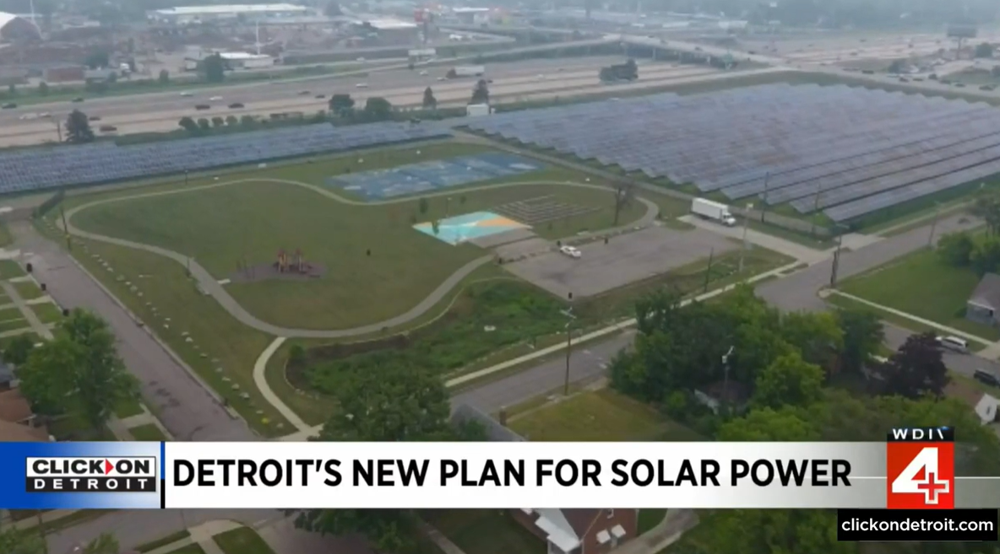 WDIV
CLICK ON
DETROIT
DETROIT'S NEW PLAN FOR SOLAR POWER
4+
clickondetroit.com